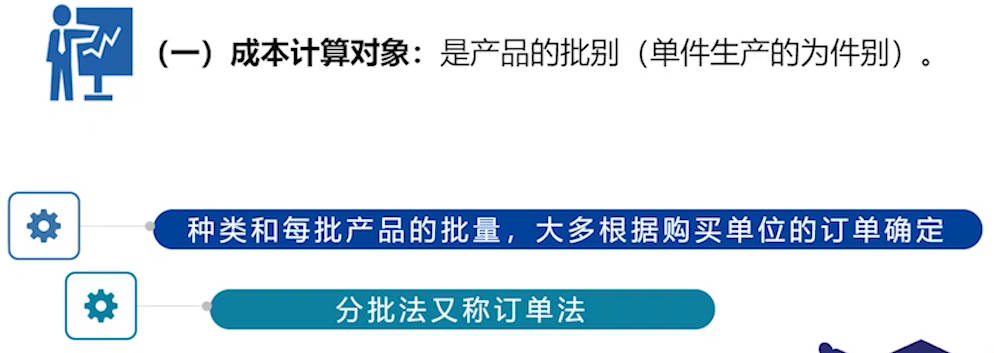 （一）成本计算对象：是产品的批别（单件生产的为件别）。
种类和每批产品的批量，大多根据购买单位的订单确定
分批法又称订单法